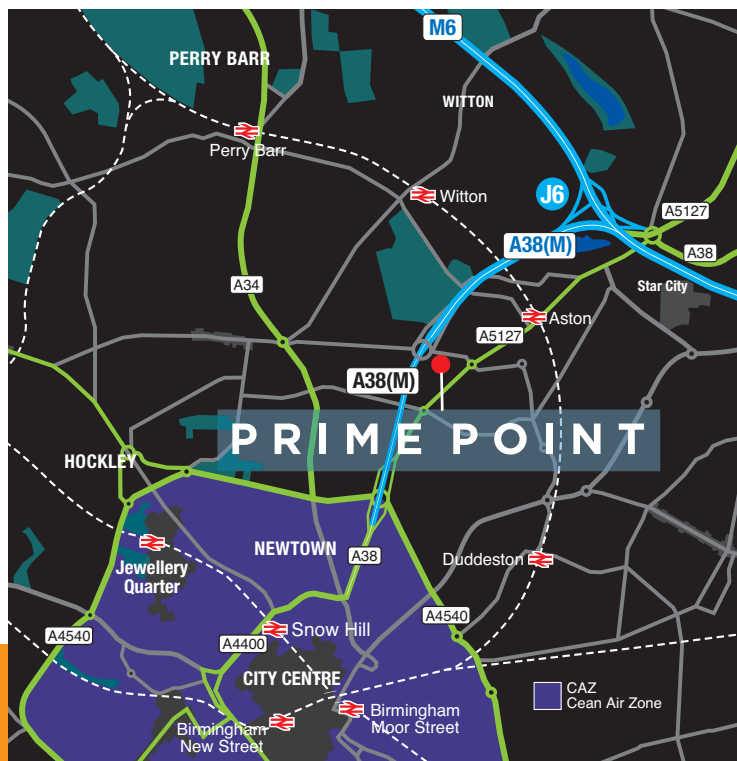 M6
PERRY BARR
WITTON
Perry Barr
Witton
J6
A5127
A38(M)
A38
A34
Star City
Aston
A5127
A38(M)
PRIME POINT
HOCKLEY
NEWTOWN
A38
Duddeston
Jewellery
Quarter
A4540
A4400
Snow Hill
A4540
CITY CENTRE
CAZ
Cean Air Zone
Birmingham
Moor Street
Birmingham
New Street